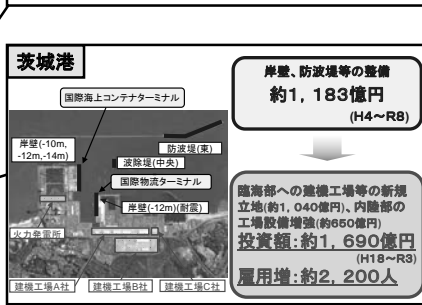 茨城港
国際海上コンテナターミナル
岸壁(-10m,
-12m,-14m)
防波堤(東)
波除堤(中央)
国際物流ターミナル
岸壁(-12m)(耐震)
火力発電所
建機工場A社
建機工場B社
建機工場C社
岸壁、防波堤等の整備
約1，183億円
(H4～R8)
臨海部への建機工場等の新規
立地(約1，040億円)、内陸部の
工場設備増強(約650億円)
投資額：約1，690億円
(H18～R3)
雇用増：約2，200人